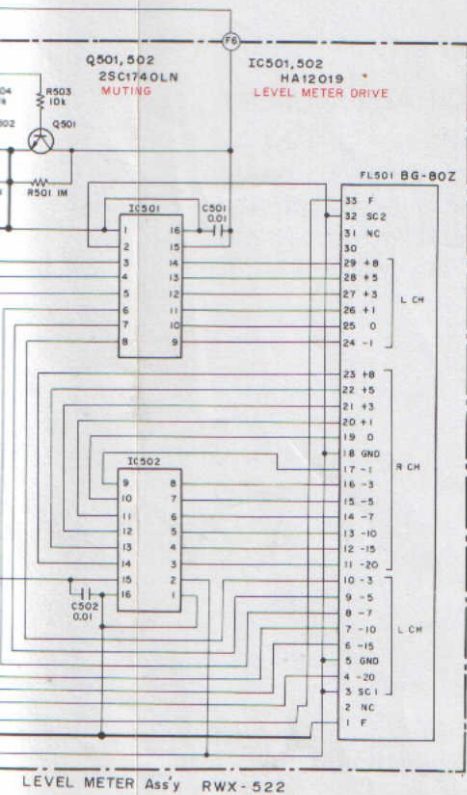 F6
Q501,502
2SC1740LN
MUTING
IC501,502
HA12019
LEVEL METER DRIVE
R503
10k
Q501
R501 1M
IC501
C501
0.01
FL501 BG-80Z
1 16
2 15
3 14
4 13
5 12
6 11
7 10
8 9
33 F
32 SC2
31 NC
30
29 +8
28 +5
27 +3
26 +1
25 0
24 -1
L CH
23 +8
22 +5
21 +3
20 +1
19 0
18 GND
17 -1
16 -3
15 -5
14 -7
13 -10
12 -15
11 -20
R CH
10 -3
9 -5
8 -7
7 -10
6 -15
5 GND
4 -20
3 SC1
2 NC
1 F
L CH
IC502
9 8
10 7
11 6
12 5
13 4
14 3
15 2
16 1
C502
0.01
LEVEL METER Ass'y RWX-522